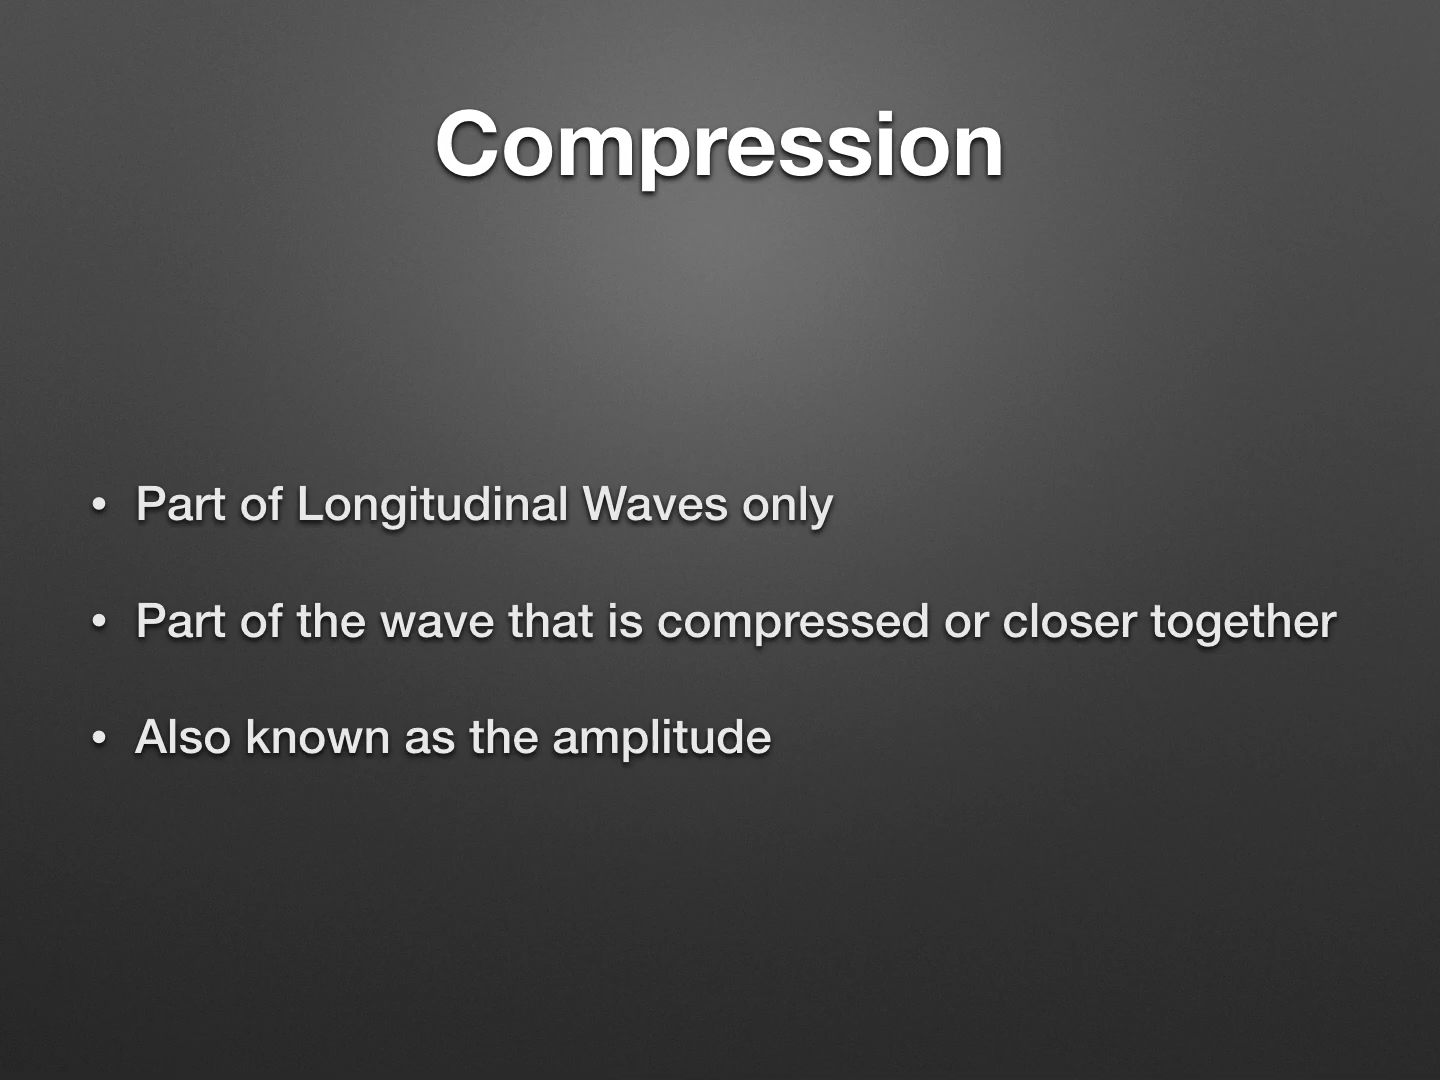 Compression
• Part of Longitudinal Waves only
• Part of the wave that is compressed or closer together
• Also known as the amplitude